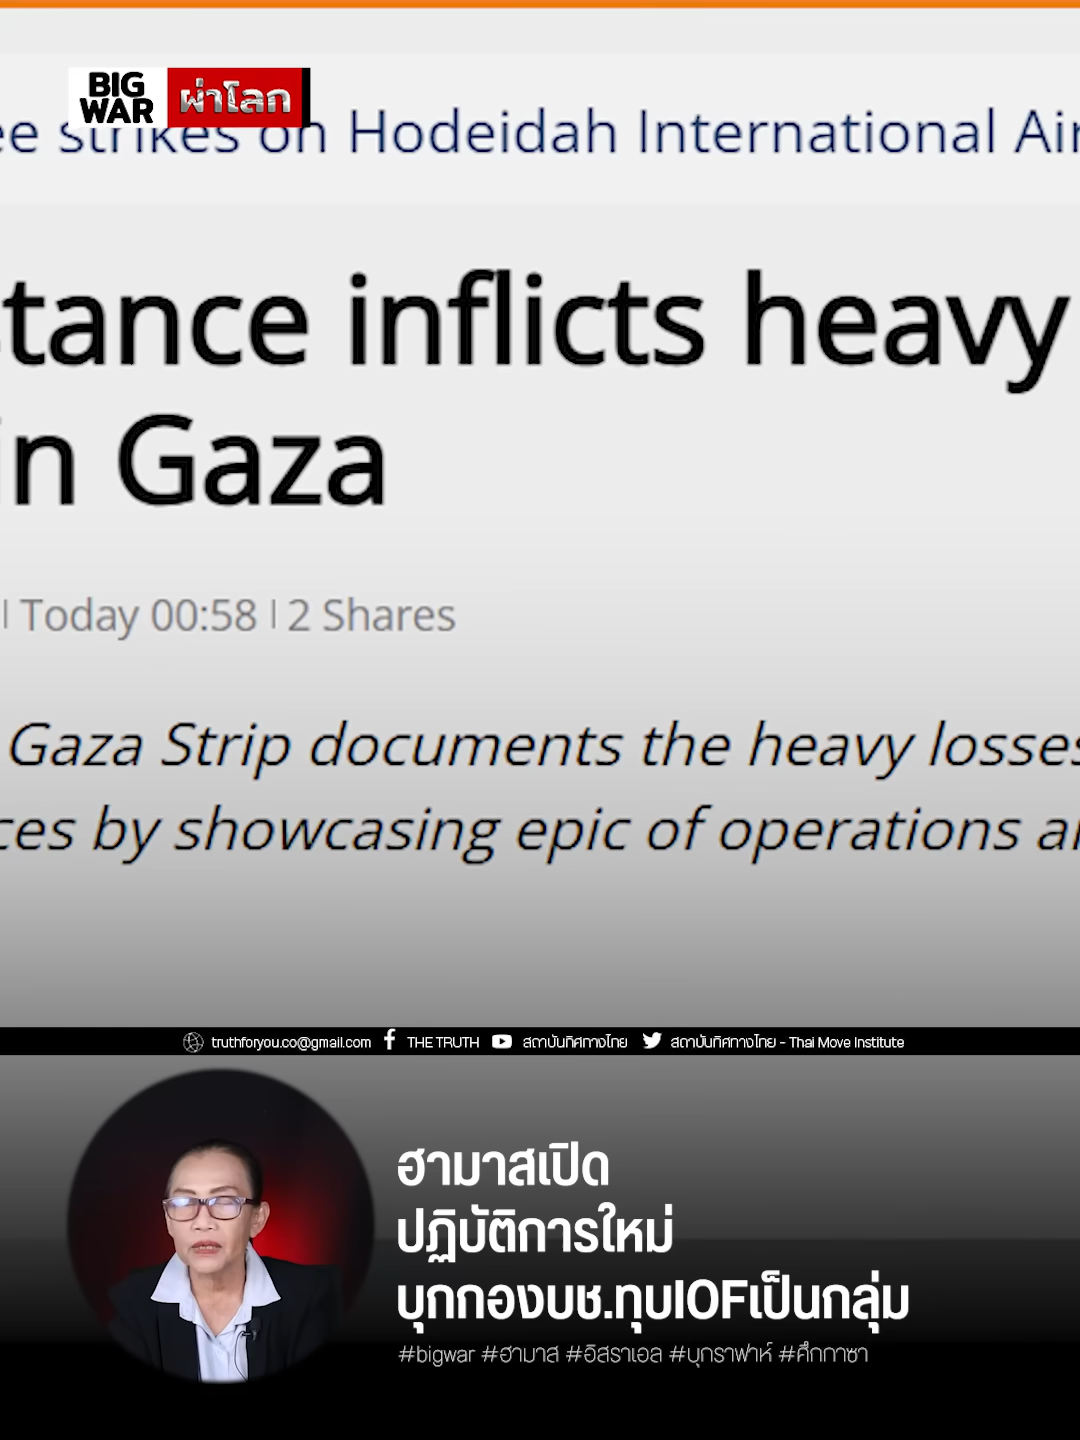 BIG
WAR ผ่าโลก
ee strikes on Hodeidah International Air
stance inflicts heavy
in Gaza
| Today 00:58 | 2 Shares
Gaza Strip documents the heavy losses
ces by showcasing epic of operations an
truthforyou.co@gmail.com THE TRUTH สถาบันทิศทางไทย สถาบันทิศทางไทย - Thai Move Institute
ฮามาสเปิด
ปฏิบัติการใหม่
บุกกองบช.ทุบIOFเป็นกลุ่ม
#bigwar #ฮามาส #อิสราเอล #บุกราฟาห์ #ศึกกาซา